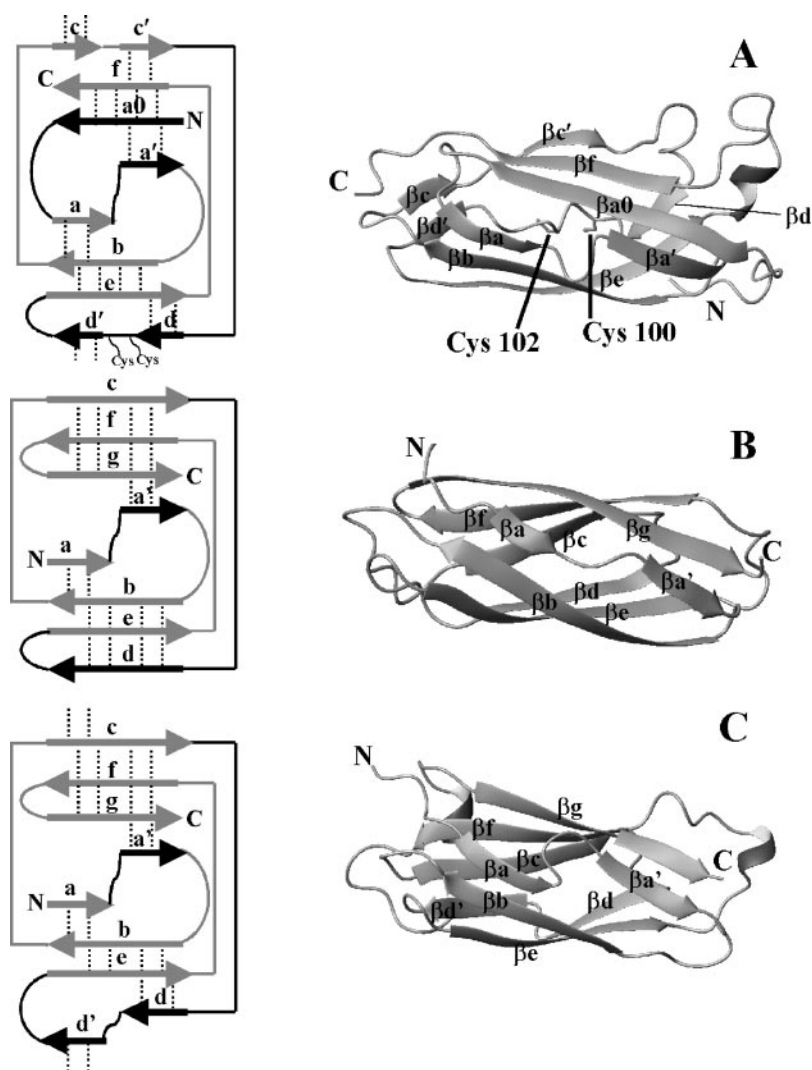 c c′
C f
a0 N
a′
a
b
e
d′ d
Cys Cys
A
βc′
C βc βf
βd
βa0
βd′ βa
βb βe βa′
N
Cys 102 Cys 100
c
f
g
C
a'
N a
b
e
d
B
N
βf βa βc βg
C
βd βa'
βb βe
c
f
g
C
a'
N a
b
e
d
d'
C
N
βg
βf
βa βc βa'
C
βd' βb βd
βe